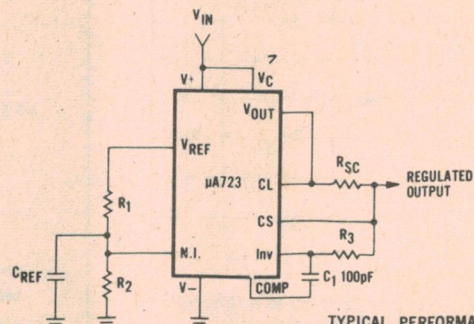 VIN
7
V+ VC
VOUT
VREF
µA723
RSC
CL
REGULATED
OUTPUT
R1
CS
R3
N.I.
Inv
CREF
R2
C1 100pF
V-
COMP
TYPICAL PERFORMA